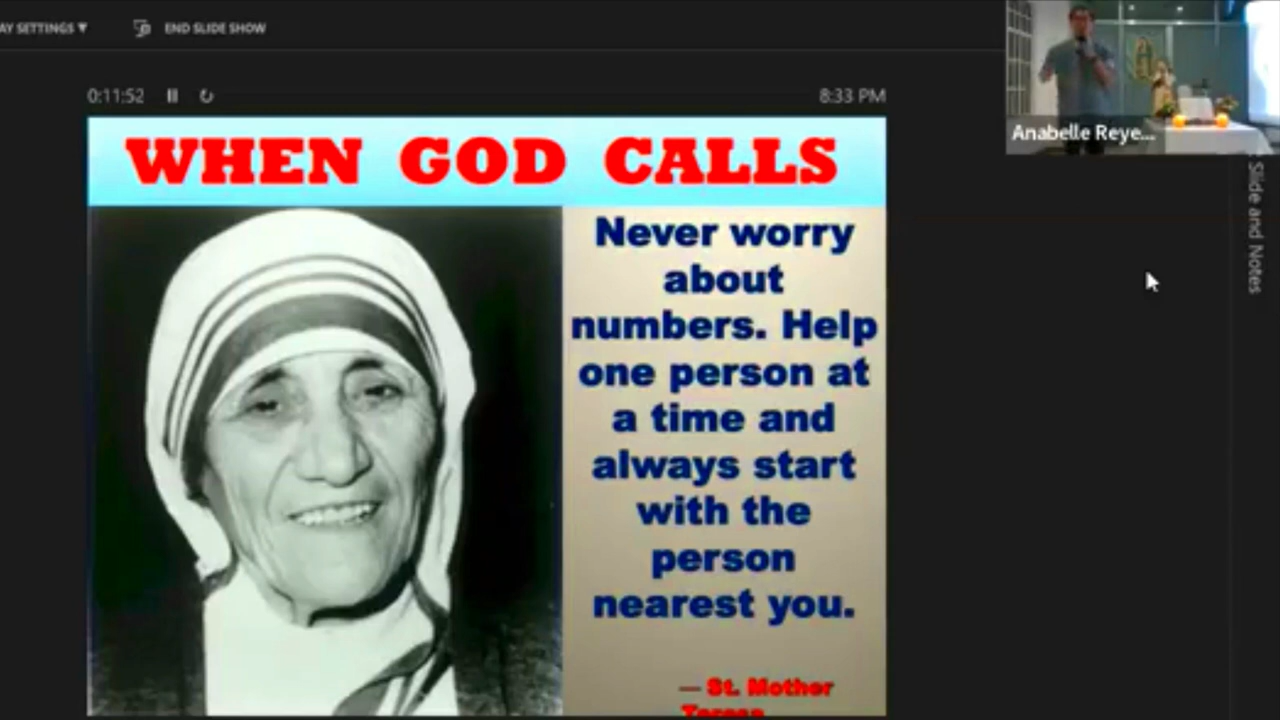 AY SETTINGS ▼ END SLIDE SHOW
0:11:52 8:33 PM
Anabelle Reye...
Slide and Notes
WHEN GOD CALLS
Never worry
about
numbers. Help
one person at
a time and
always start
with the
person
nearest you.
— St. Mother
Teresa